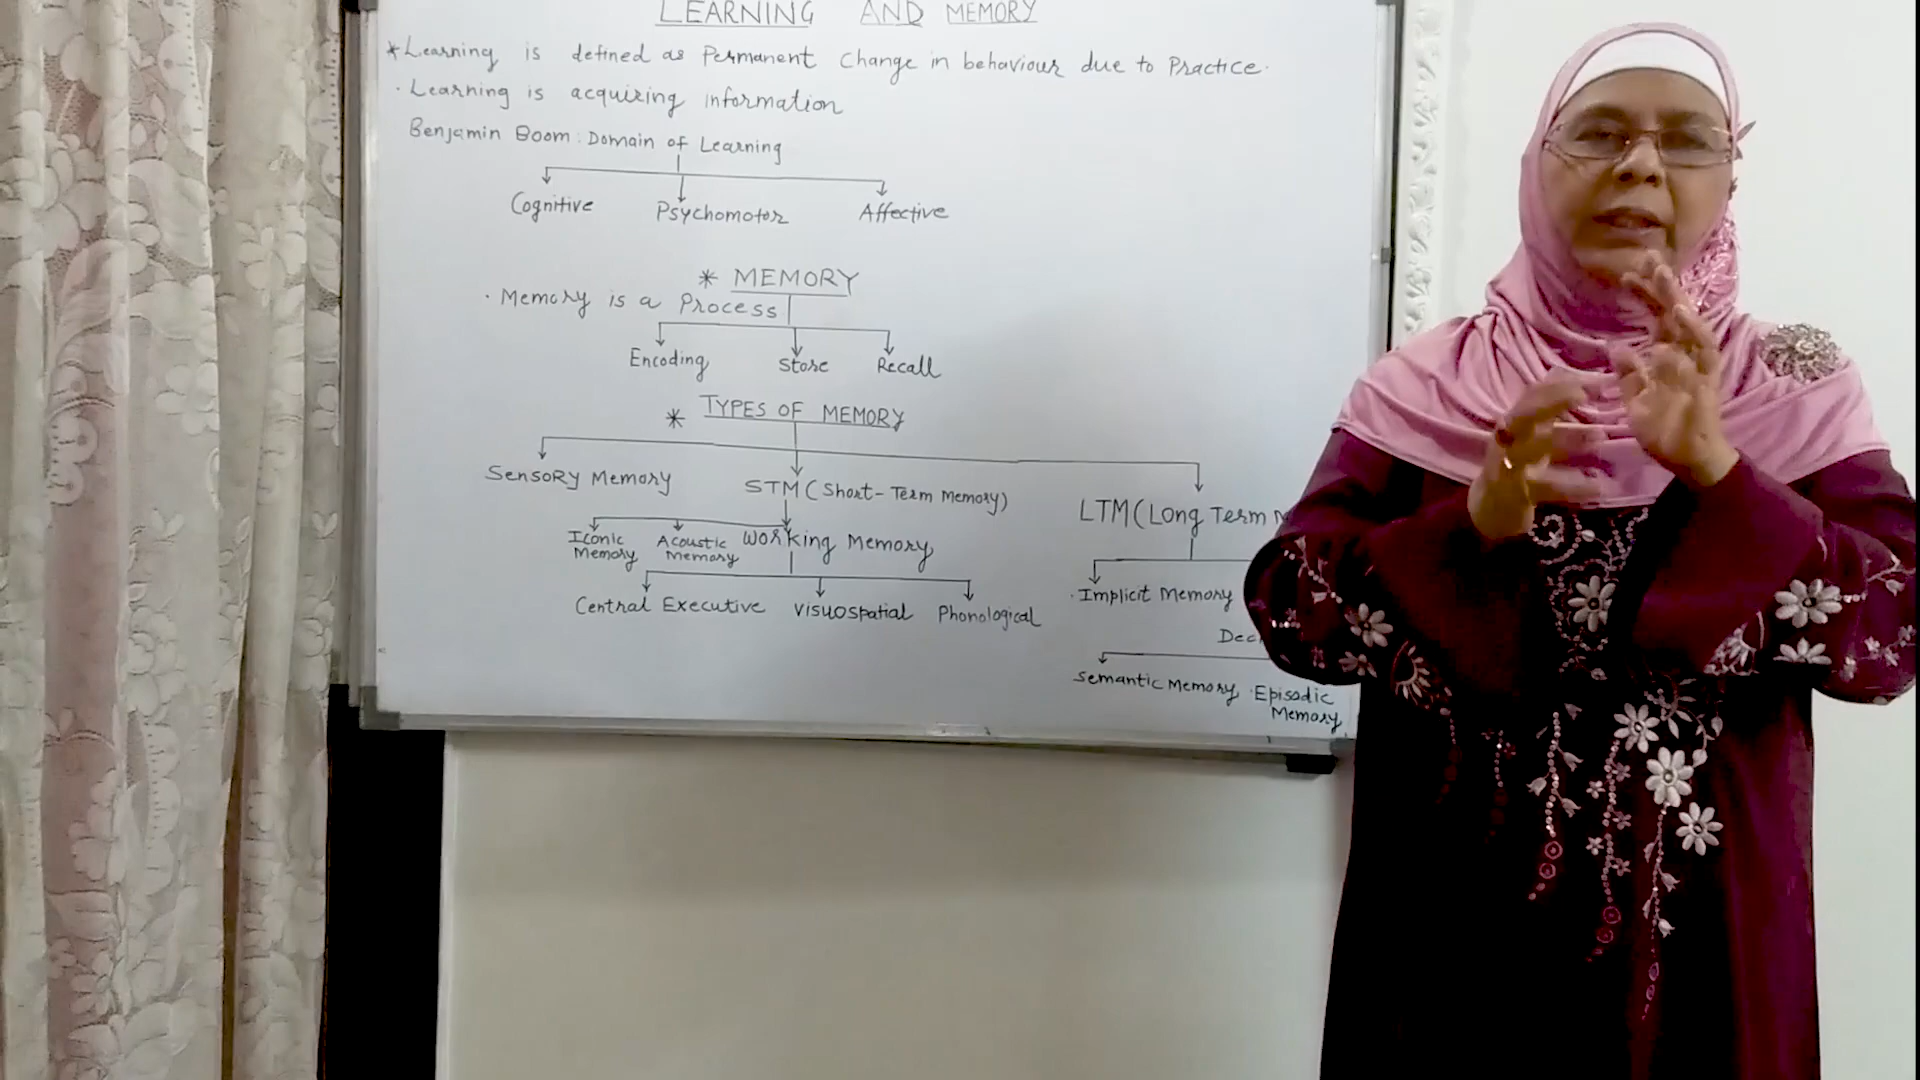 LEARNING AND MEMORY
*Learning is defined as Permanent Change in behaviour due to Practice.
· Learning is acquiring information
Benjamin Boom: Domain of Learning
Cognitive Psychomotor Affective
* MEMORY
· Memory is a Process
Encoding Store Recall
* TYPES OF MEMORY
Sensory Memory STM (Short-Term Memory) LTM (Long Term M
Iconic Memory Acoustic Memory Working Memory
Central Executive Visuospatial Phonological
· Implicit Memory
Dec
Semantic Memory · Episodic Memory